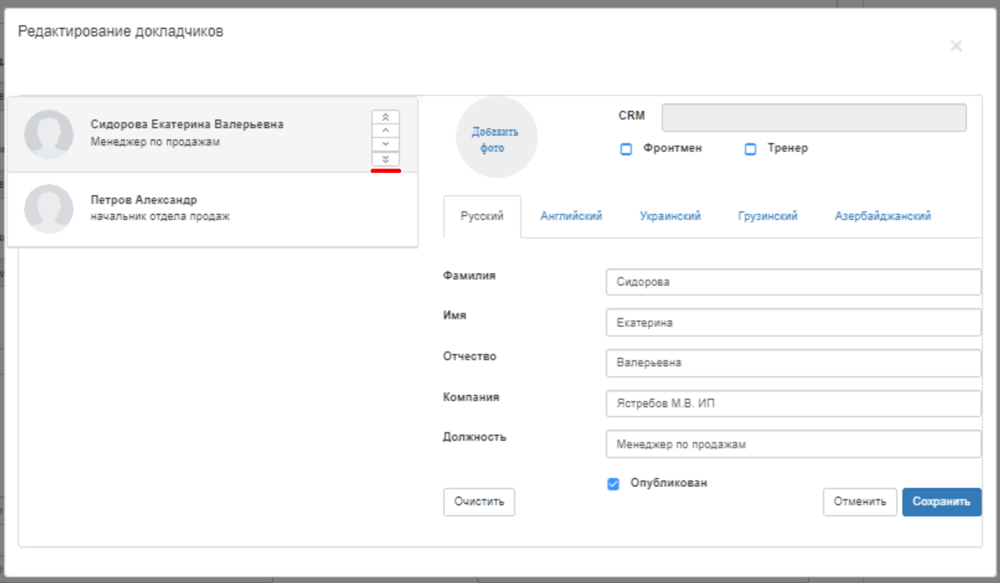 Редактирование докладчиков
Сидорова Екатерина Валерьевна
Менеджер по продажам
Петров Александр
начальник отдела продаж
Добавить
фото
CRM
Фронтмен Тренер
Русский Английский Украинский Грузинский Азербайджанский
Фамилия Сидорова
Имя Екатерина
Отчество Валерьевна
Компания Ястребов М.В. ИП
Должность Менеджер по продажам
Опубликован
Очистить Отменить Сохранить